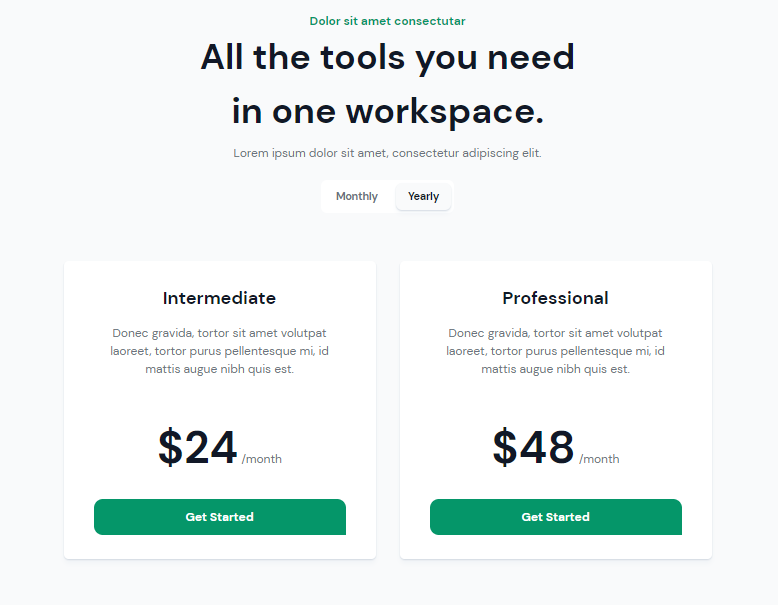 Dolor sit amet consectutar
All the tools you need
in one workspace.
Lorem ipsum dolor sit amet, consectetur adipiscing elit.
Monthly Yearly
Intermediate
Donec gravida, tortor sit amet volutpat
laoreet, tortor purus pellentesque mi, id
mattis augue nibh quis est.
$24 /month
Get Started
Professional
Donec gravida, tortor sit amet volutpat
laoreet, tortor purus pellentesque mi, id
mattis augue nibh quis est.
$48 /month
Get Started